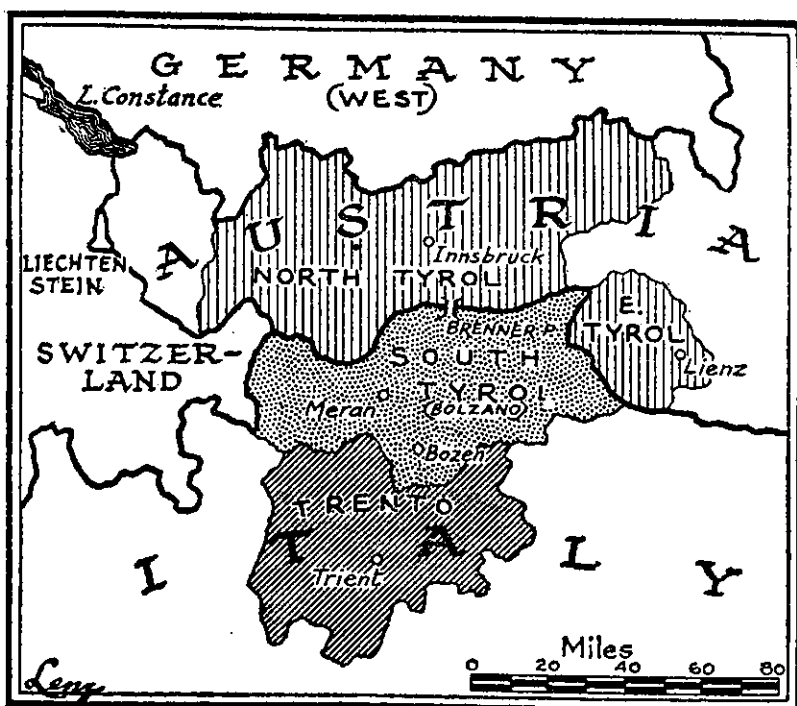 GERMANY
(WEST)
L. Constance
AUSTRIA
LIECHTEN
STEIN
Innsbruck
NORTH TYROL
BRENNER P.
E.
TYROL
Lienz
SWITZER-
LAND
SOUTH
TYROL
(BOLZANO)
Meran
Bozen
TRENTO
ITALY
Trient
Miles
0 20 40 60 80
Leng